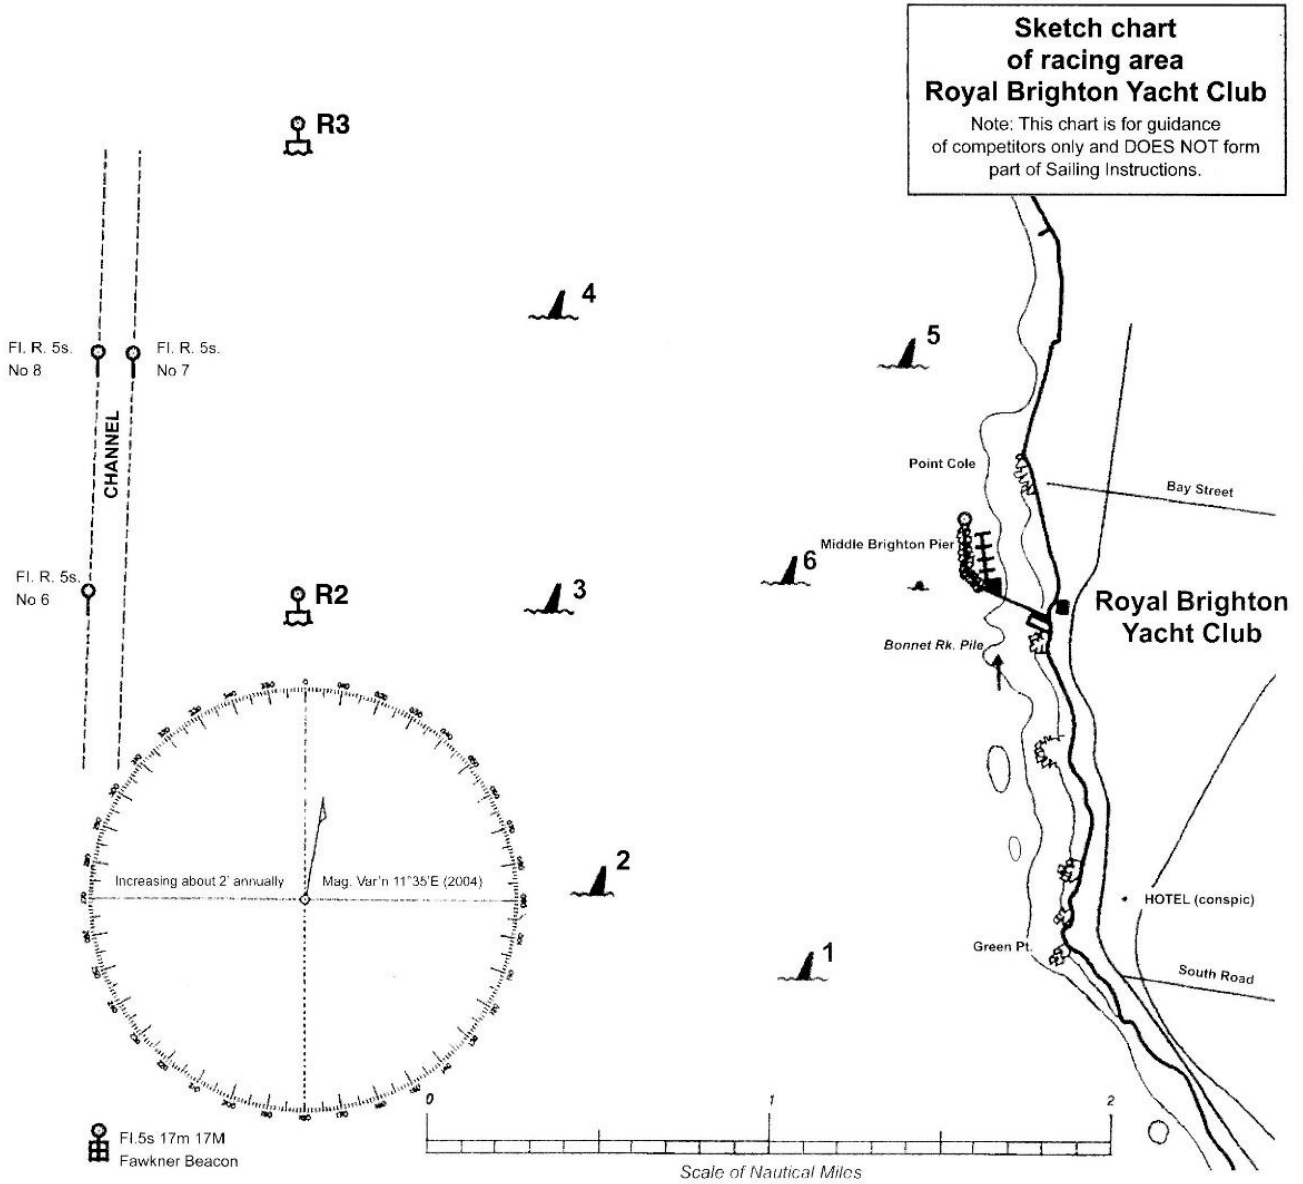 Sketch chart
of racing area
Royal Brighton Yacht Club
Note: This chart is for guidance
of competitors only and DOES NOT form
part of Sailing Instructions.
R3
4
5
Fl. R. 5s.
No 8
Fl. R. 5s.
No 7
CHANNEL
Point Cole
Bay Street
Middle Brighton Pier
6
Fl. R. 5s.
No 6
R2
3
Royal Brighton
Yacht Club
Bonnet Rk. Pile
0
Increasing about 2' annually
Mag. Var'n 11°35'E (2004)
2
HOTEL (conspic)
Green Pt.
1
South Road
0
1
2
Scale of Nautical Miles
Fl.5s 17m 17M
Fawkner Beacon